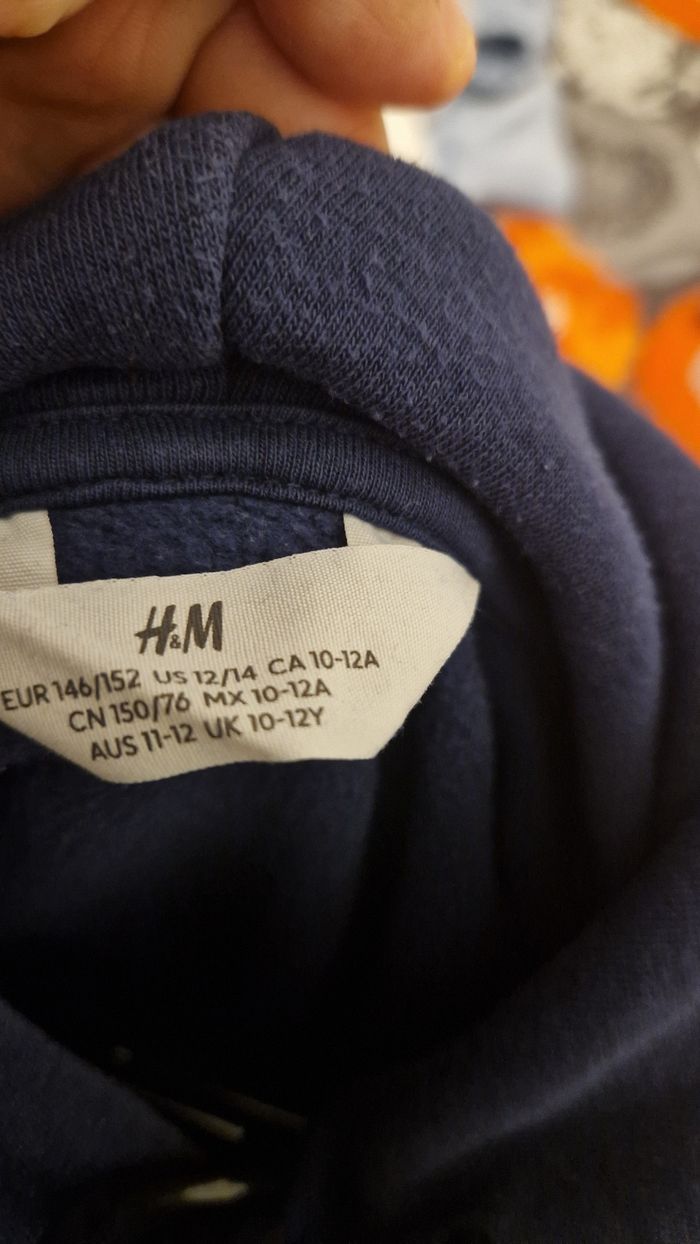 H&M
EUR 146/152 US 12/14 CA 10-12A
CN 150/76 MX 10-12A
AUS 11-12 UK 10-12Y